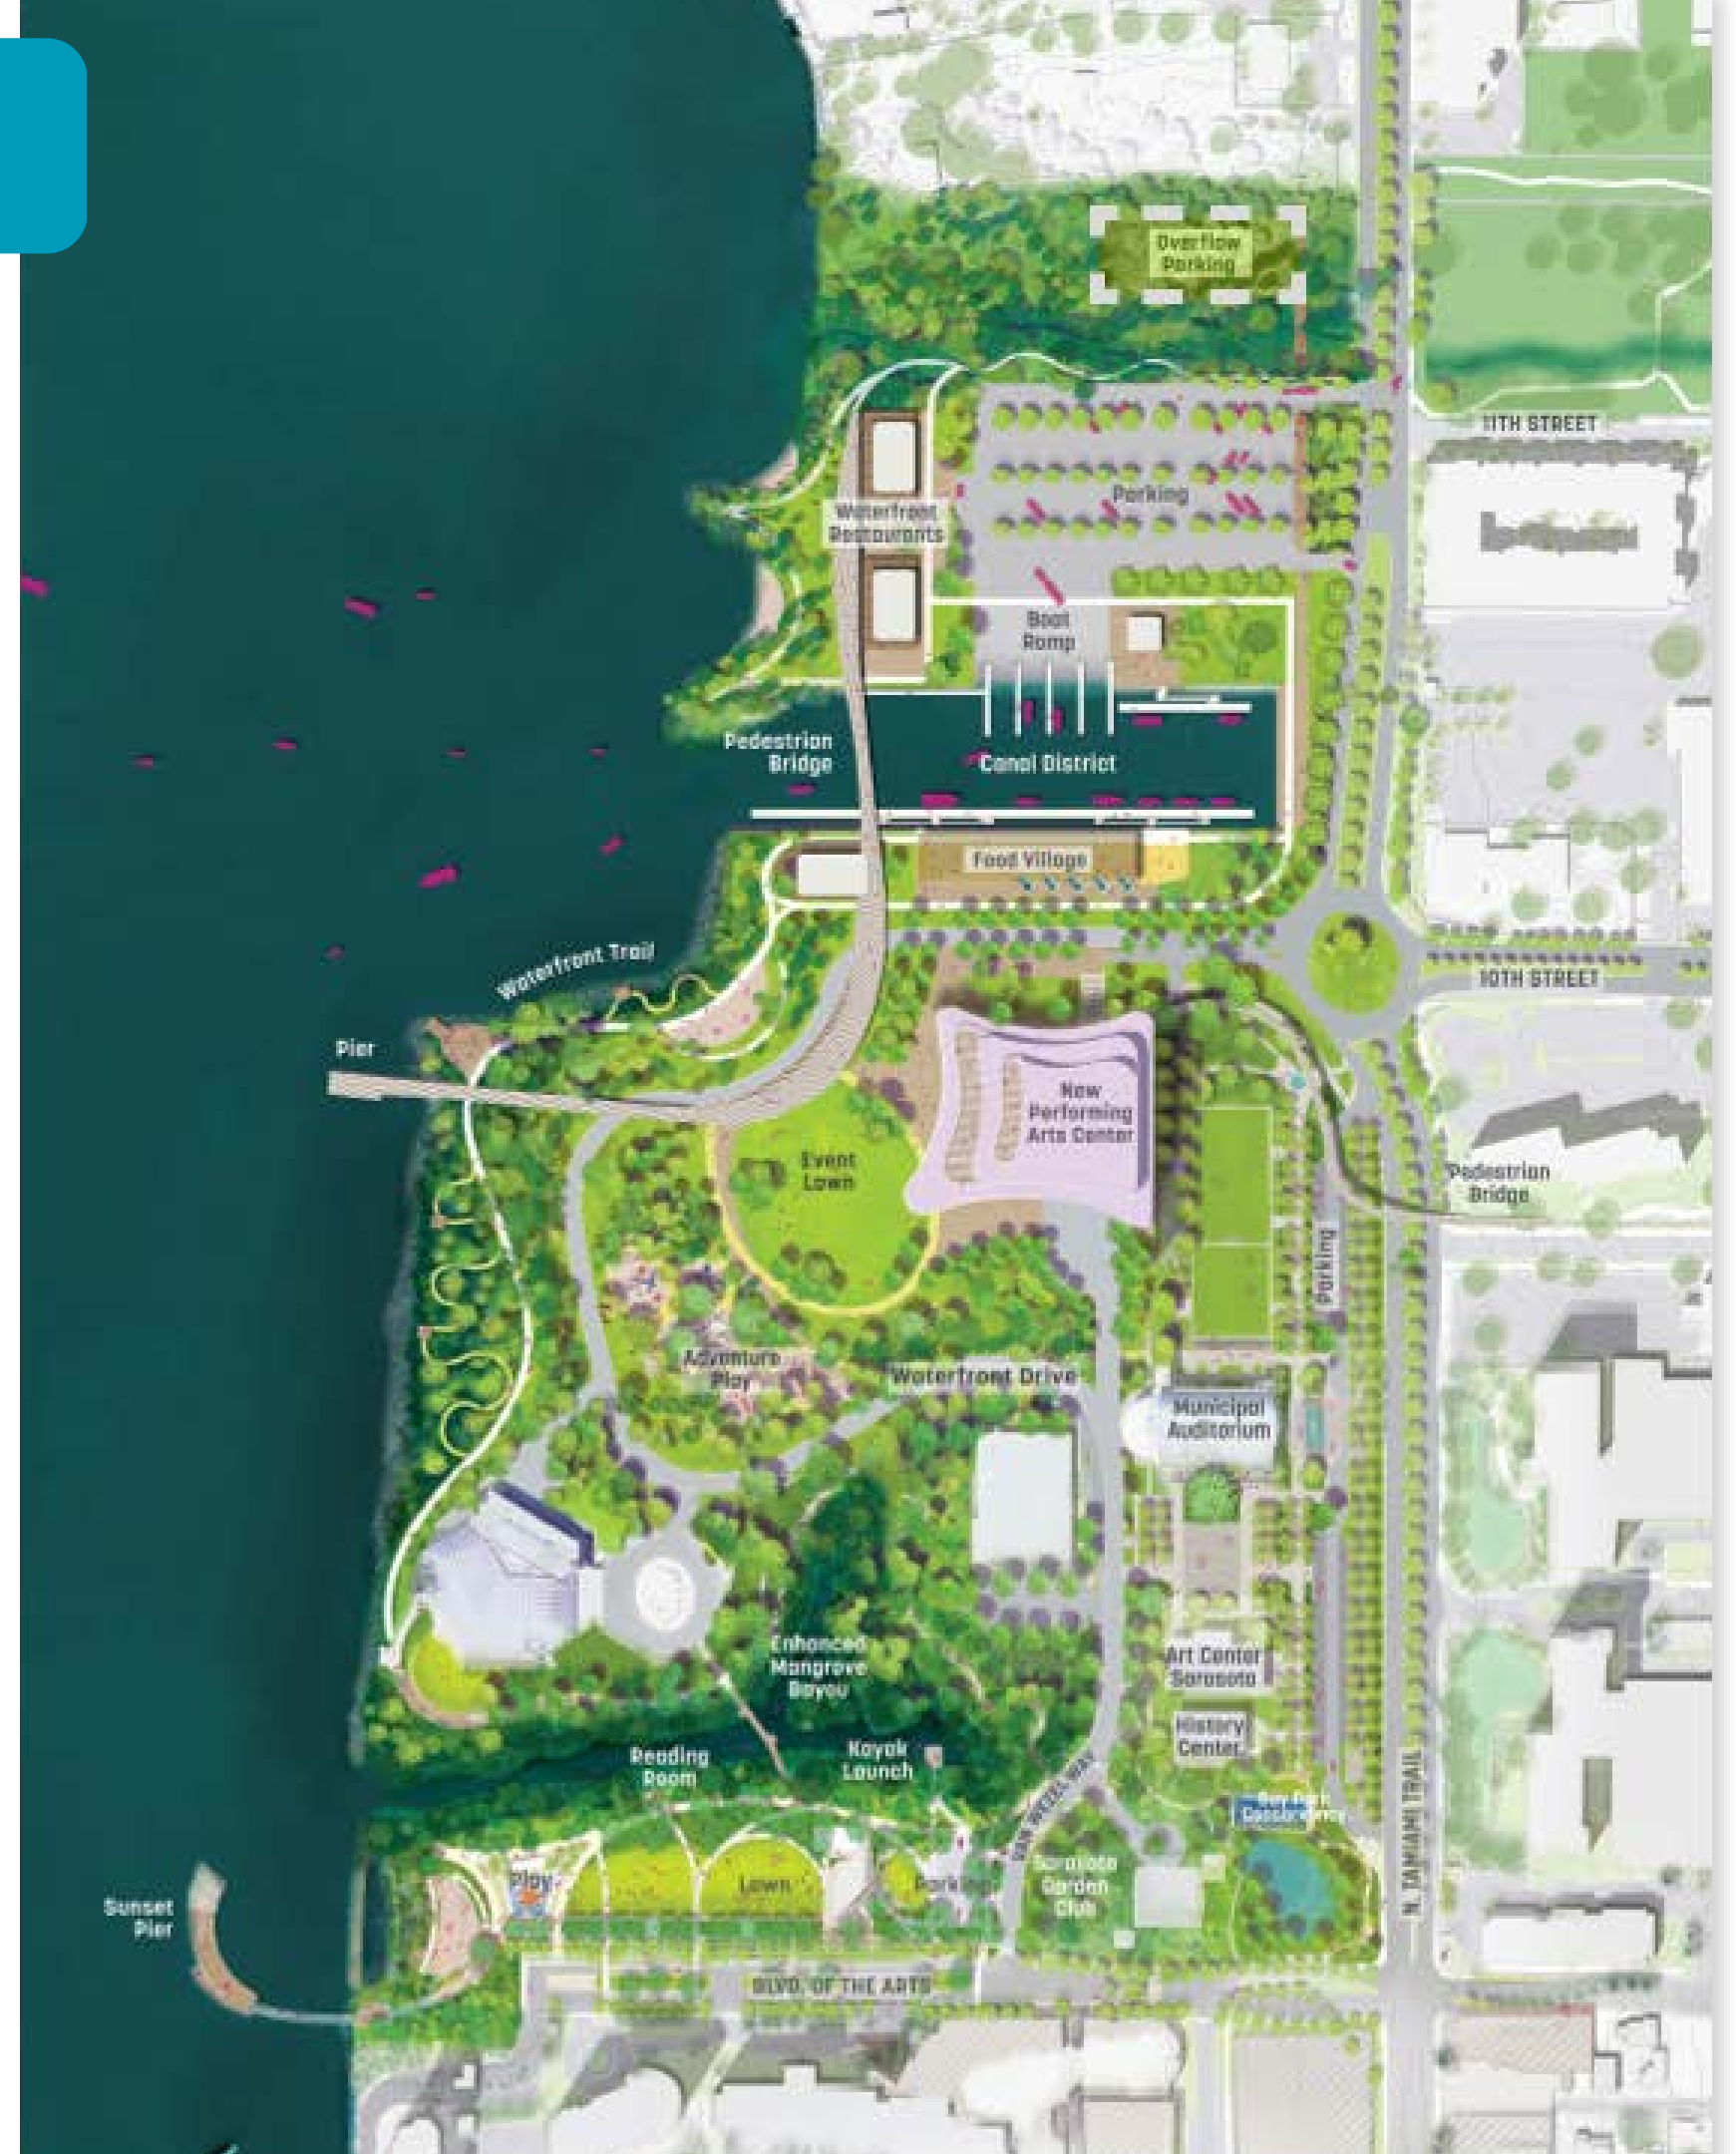 Overflow
Parking
11TH STREET
Parking
Waterfront
Restaurants
Boat
Ramp
Pedestrian
Bridge
Canal District
Food Village
Waterfront Trail
10TH STREET
Pier
New
Performing
Arts Center
Event
Lawn
Pedestrian
Bridge
Parking
Adventure
Play
Waterfront Drive
Municipal
Auditorium
Enhanced
Mangrove
Bayou
Art Center
Sarasota
History
Center
Reading
Room
Kayak
Launch
VAN WEZEL WAY
N. TAMIAMI TRAIL
Bay Park
Conservancy
Play
Lawn
Parking
Sarasota
Garden
Club
Sunset
Pier
BLVD. OF THE ARTS